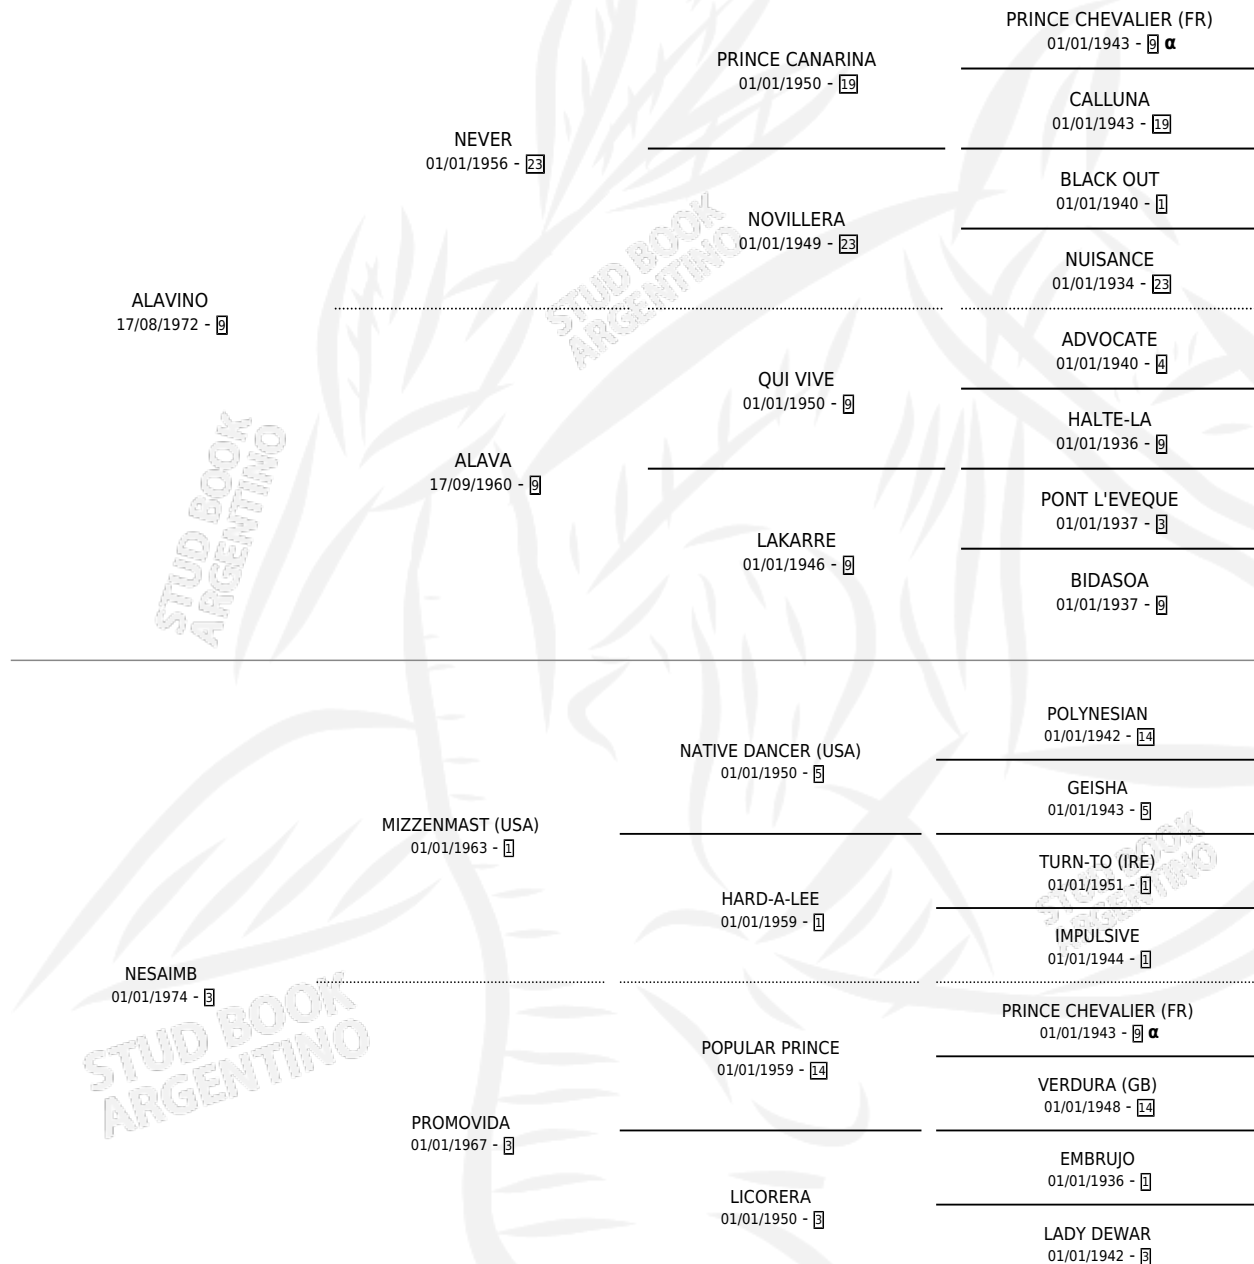 PRINCE CHEVALIER (FR)
01/01/1943 - 9 α
PRINCE CANARINA
01/01/1950 - 19
CALLUNA
01/01/1943 - 19
NEVER
01/01/1956 - 23
BLACK OUT
01/01/1940 - 1
NOVILLERA
01/01/1949 - 23
NUISANCE
01/01/1934 - 23
ALAVINO
17/08/1972 - 9
ADVOCATE
01/01/1940 - 4
QUI VIVE
01/01/1950 - 9
HALTE-LA
01/01/1936 - 9
ALAVA
17/09/1960 - 9
PONT L'EVEQUE
01/01/1937 - 3
LAKARRE
01/01/1946 - 9
BIDASOA
01/01/1937 - 9
POLYNESIAN
01/01/1942 - 14
NATIVE DANCER (USA)
01/01/1950 - 5
GEISHA
01/01/1943 - 5
MIZZENMAST (USA)
01/01/1963 - 1
TURN-TO (IRE)
01/01/1951 - 1
HARD-A-LEE
01/01/1959 - 1
IMPULSIVE
01/01/1944 - 1
NESAIMB
01/01/1974 - 3
PRINCE CHEVALIER (FR)
01/01/1943 - 9 α
POPULAR PRINCE
01/01/1959 - 14
VERDURA (GB)
01/01/1948 - 14
PROMOVIDA
01/01/1967 - 3
EMBRUJO
01/01/1936 - 1
LICORERA
01/01/1950 - 3
LADY DEWAR
01/01/1942 - 3
STUD BOOK
ARGENTINO
STUD BOOK
ARGENTINO
STUD BOOK
ARGENTINO
STUD BOOK
ARGENTINO